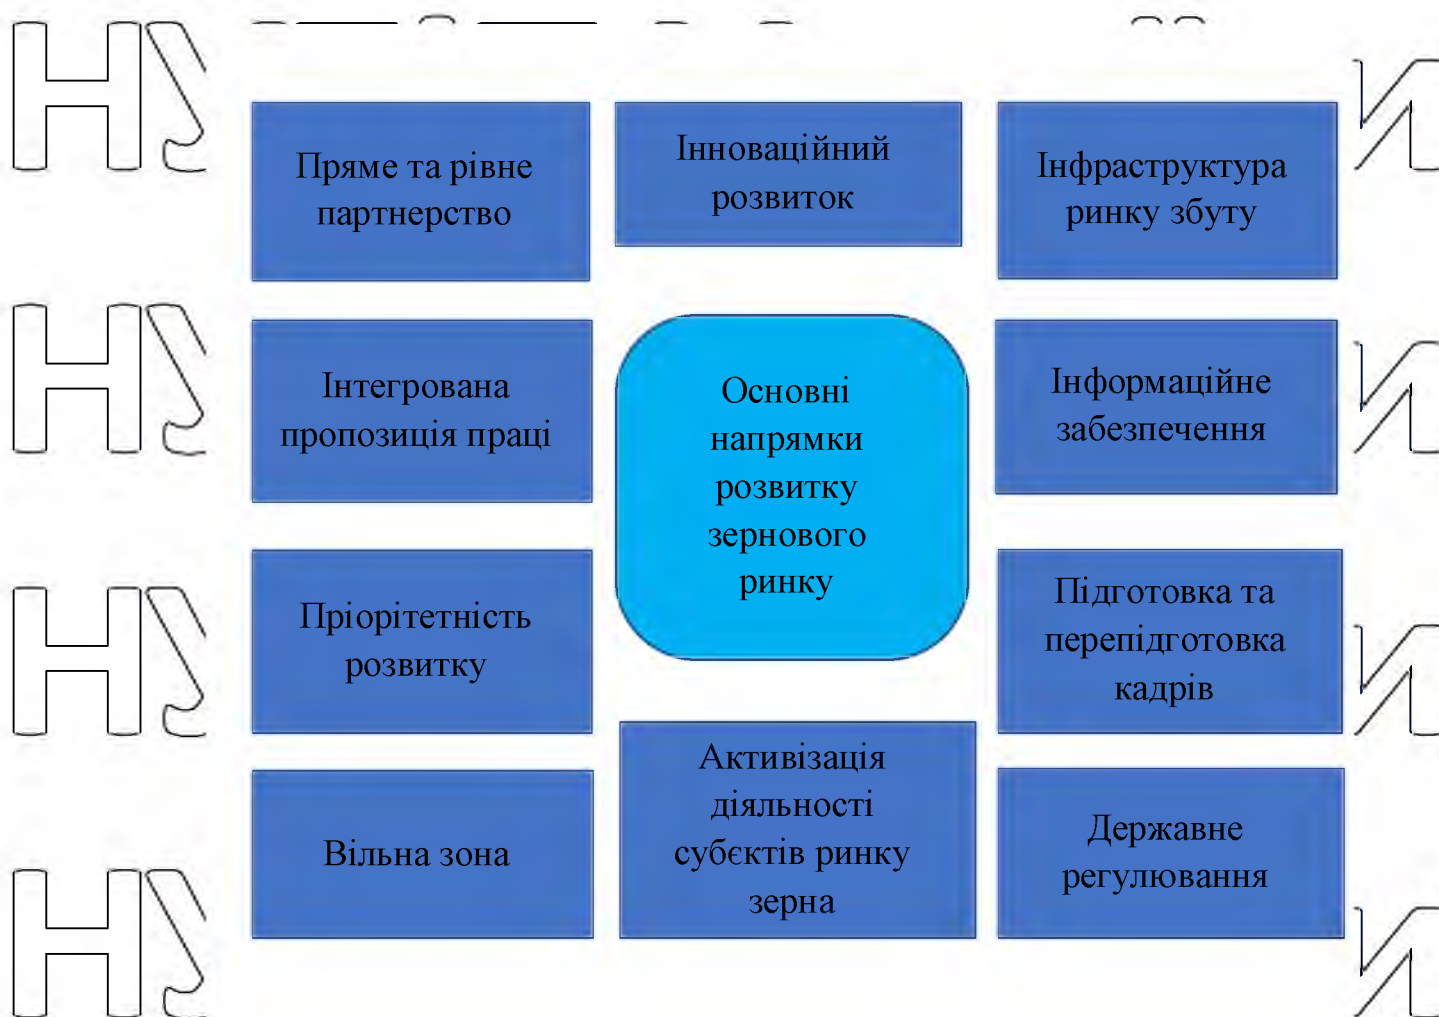 Пряме та рівне
партнерство
Інноваційний
розвиток
Інфраструктура
ринку збуту
Інтегрована
пропозиція праці
Основні
напрямки
розвитку
зернового
ринку
Інформаційне
забезпечення
Пріорітетність
розвитку
Підготовка та
перепідготовка
кадрів
Вільна зона
Активізація
діяльності
субєктів ринку
зерна
Державне
регулювання